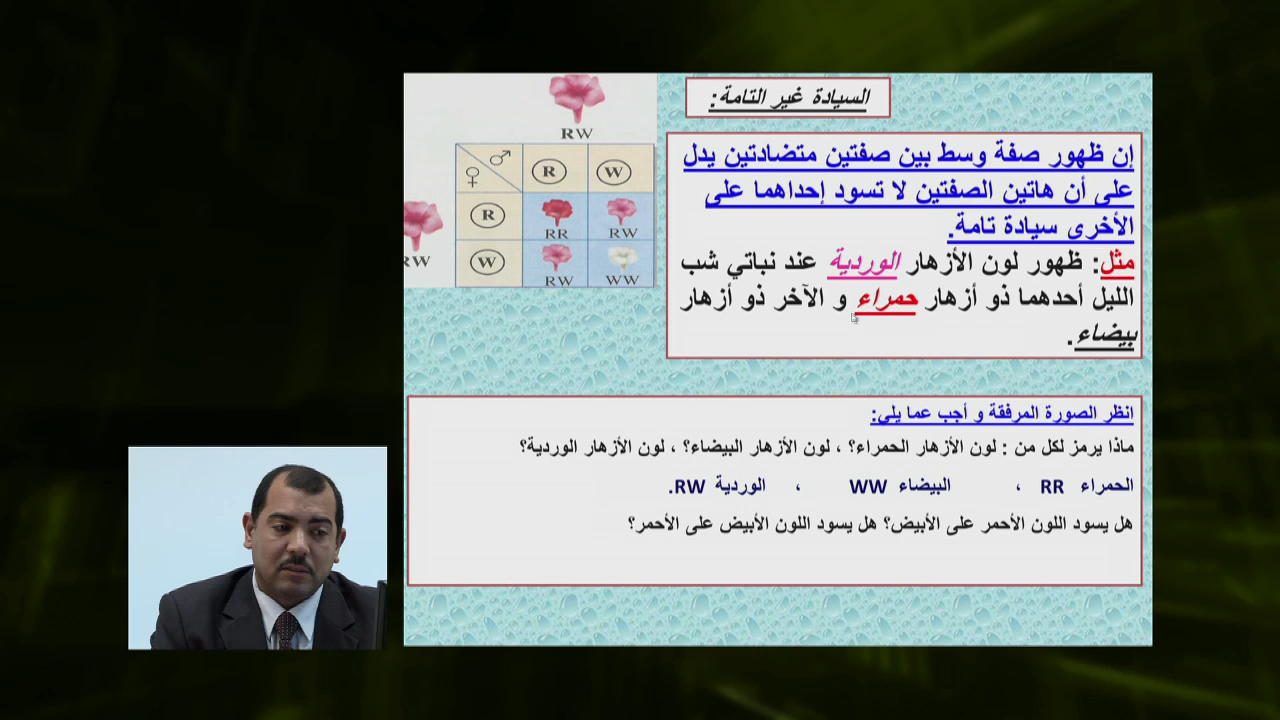 السيادة غير التامة:
إن ظهور صفة وسط بين صفتين متضادتين يدل
على أن هاتين الصفتين لا تسود إحداهما على
الأخرى سيادة تامة.
مثل: ظهور لون الأزهار الوردية عند نباتي شب
الليل أحدهما ذو أزهار حمراء و الآخر ذو أزهار
بيضاء.
RW
♂
♀
R
W
R
RR
RW
RW
W
RW
WW
انظر الصورة المرفقة و أجب عما يلي:
ماذا يرمز لكل من : لون الأزهار الحمراء؟ ، لون الأزهار البيضاء؟ ، لون الأزهار الوردية؟
الحمراء RR ، البيضاء WW ، الوردية RW.
هل يسود اللون الأحمر على الأبيض؟ هل يسود اللون الأبيض على الأحمر؟